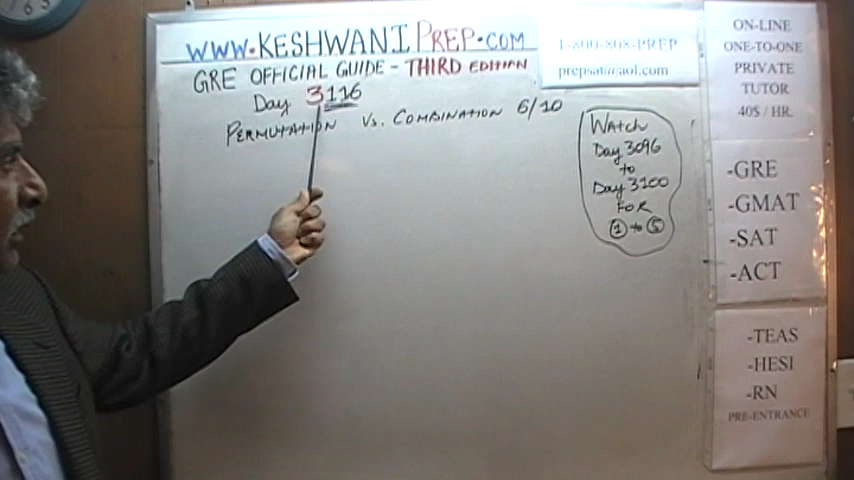 WWW.KESHWANIPREP.COM
GRE OFFICIAL GUIDE - THIRD EDITION
Day 3116
PERMUTATION Vs. COMBINATION 6/10
1-800-808-PREP
prepsat@aol.com
WATCH
Day 3096
to
Day 3100
FOR
1 to 5
ON-LINE
ONE-TO-ONE
PRIVATE
TUTOR
40$ / HR.
-GRE
-GMAT
-SAT
-ACT
-TEAS
-HESI
-RN
PRE-ENTRANCE